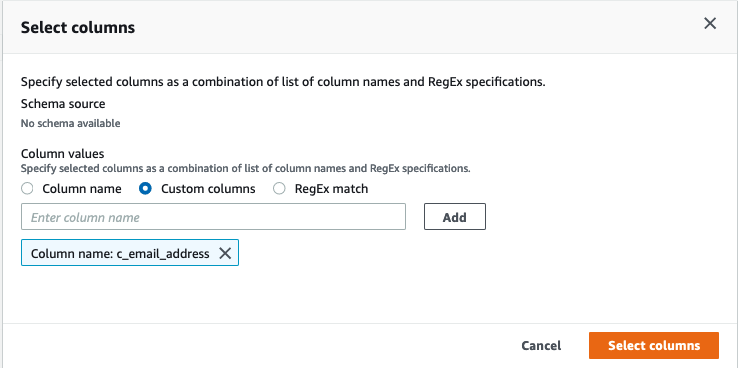 Select columns
Specify selected columns as a combination of list of column names and RegEx specifications.
Schema source
No schema available
Column values
Specify selected columns as a combination of list of column names and RegEx specifications.
Column name Custom columns RegEx match
Enter column name Add
Column name: c_email_address
Cancel Select columns